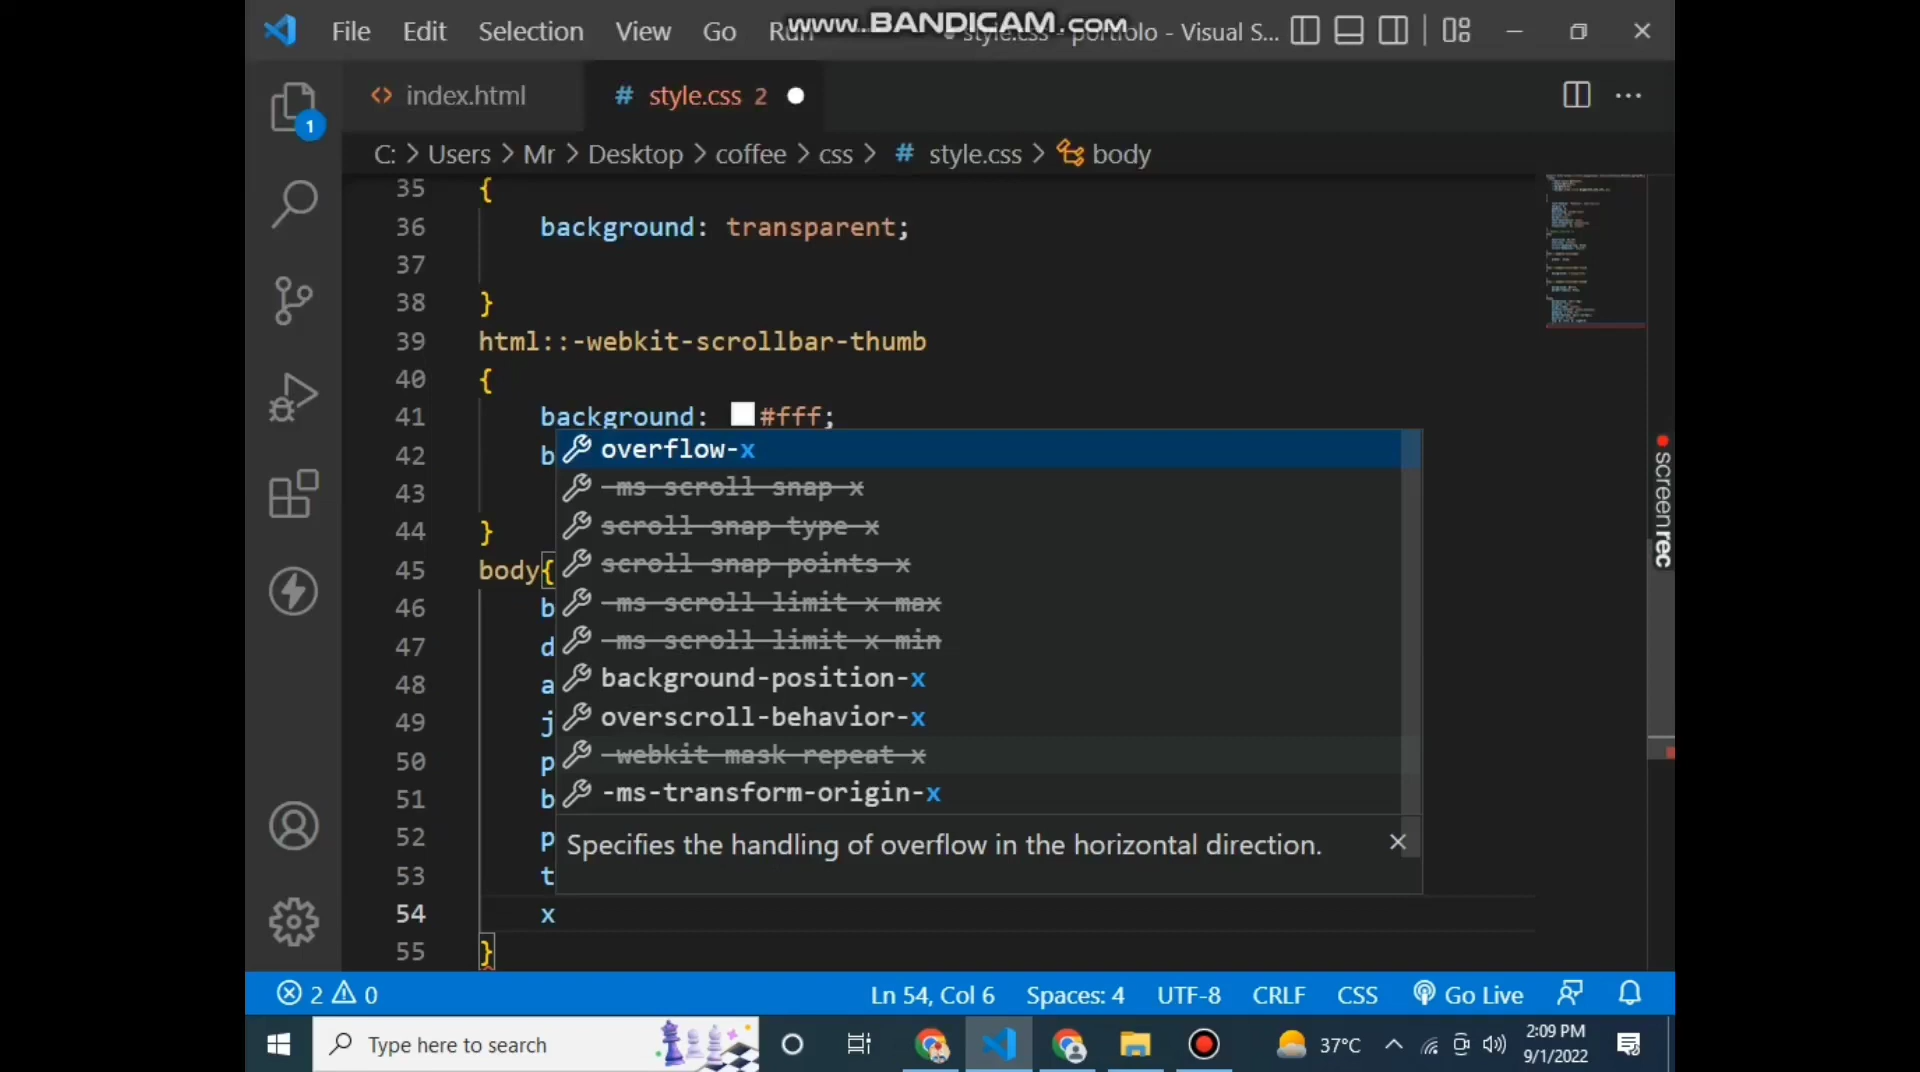 File Edit Selection View Go Run style.css - portfolo - Visual S...
www.BANDICAM.com
index.html # style.css 2
1
C: > Users > Mr > Desktop > coffee > css > # style.css > body
35 {
36 background: transparent;
37
38 }
39 html::-webkit-scrollbar-thumb
40 {
41 background: #fff;
overflow-x
42 b
-ms-scroll-snap-x
43
scroll-snap-type-x
44 }
scroll-snap-points-x
45 body{
-ms-scroll-limit-x-max
46 b
-ms-scroll-limit-x-min
47 d
background-position-x
48 a
overscroll-behavior-x
49 j
-webkit-mask-repeat-x
50 p
-ms-transform-origin-x
51 b
Specifies the handling of overflow in the horizontal direction.
52 p
53 t
54 x
55 }
screenrec
2 0 Ln 54, Col 6 Spaces: 4 UTF-8 CRLF CSS Go Live
Type here to search 37°C 2:09 PM
9/1/2022